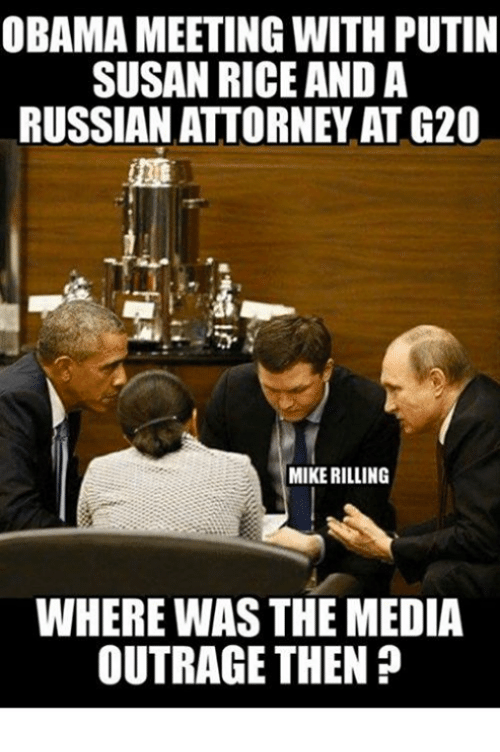 OBAMA MEETING WITH PUTIN
SUSAN RICE AND A
RUSSIAN ATTORNEY AT G20
MIKE RILLING
WHERE WAS THE MEDIA
OUTRAGE THEN ?